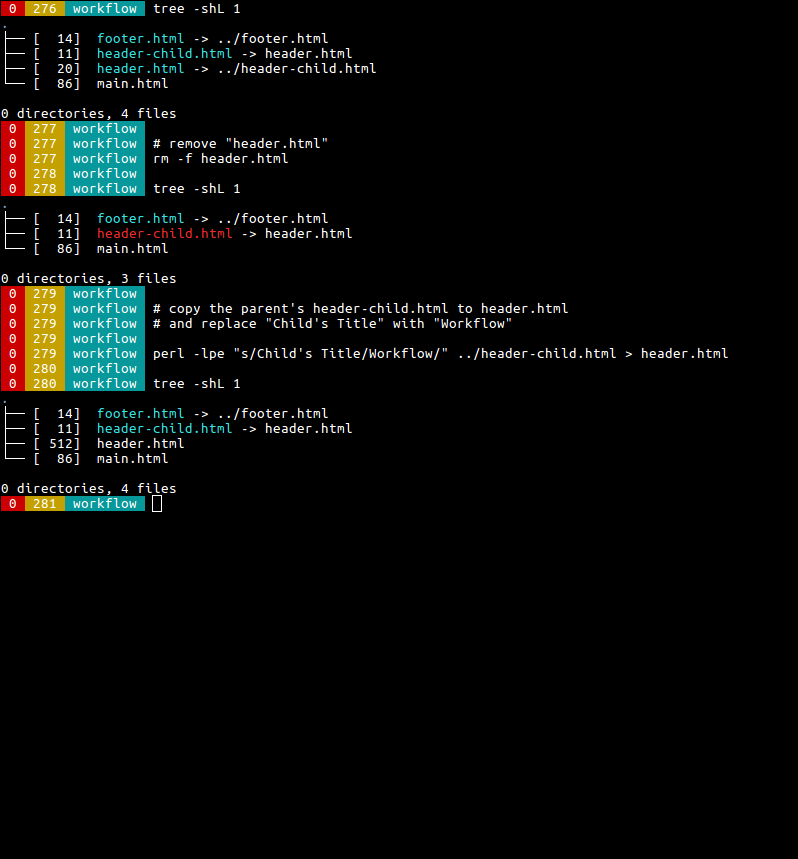 0 276 workflow tree -shL 1
.
├── [  14]  footer.html -> ../footer.html
├── [  11]  header-child.html -> header.html
├── [  20]  header.html -> ../header-child.html
└── [  86]  main.html
0 directories, 4 files
0 277 workflow
0 277 workflow # remove "header.html"
0 277 workflow rm -f header.html
0 278 workflow
0 278 workflow tree -shL 1
.
├── [  14]  footer.html -> ../footer.html
├── [  11]  header-child.html -> header.html
└── [  86]  main.html
0 directories, 3 files
0 279 workflow
0 279 workflow # copy the parent's header-child.html to header.html
0 279 workflow # and replace "Child's Title" with "Workflow"
0 279 workflow
0 279 workflow perl -lpe "s/Child's Title/Workflow/" ../header-child.html > header.html
0 280 workflow
0 280 workflow tree -shL 1
.
├── [  14]  footer.html -> ../footer.html
├── [  11]  header-child.html -> header.html
├── [ 512]  header.html
└── [  86]  main.html
0 directories, 4 files
0 281 workflow